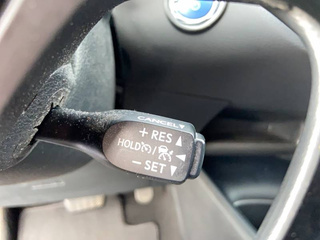 CANCEL
+ RES ▲
HOLD / ◀
− SET ▼